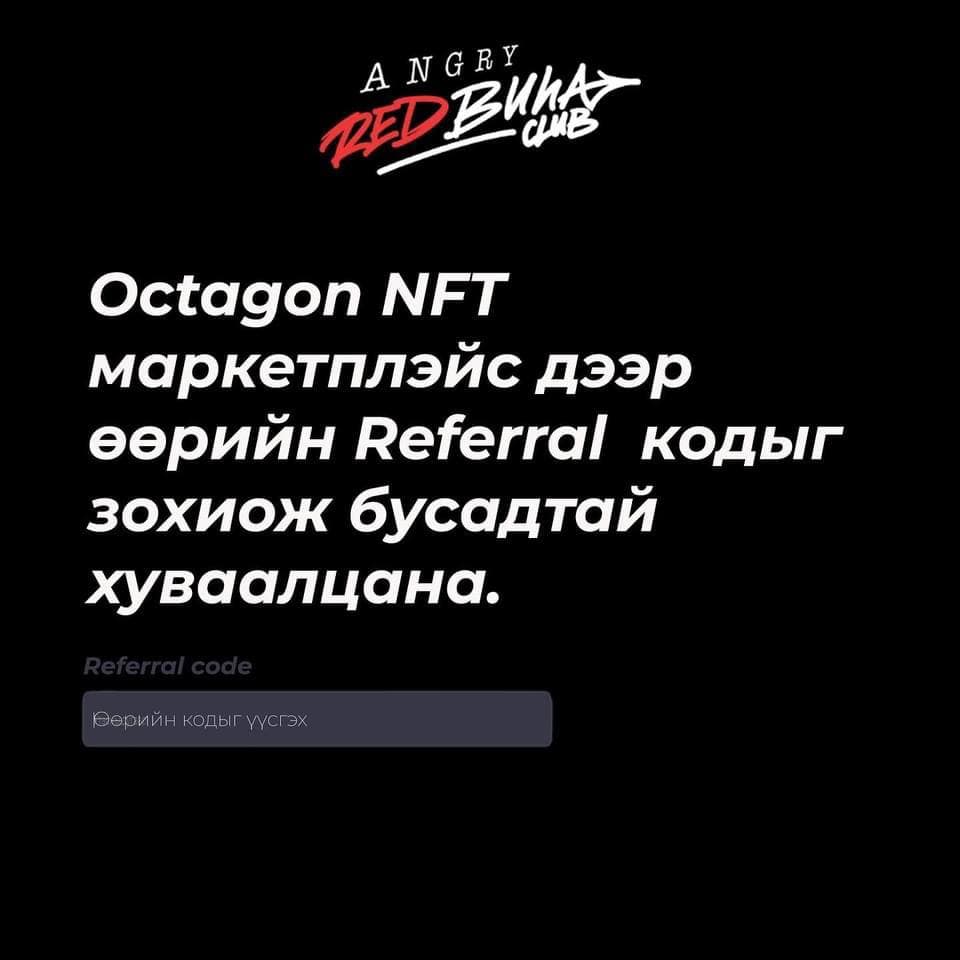 ANGRY
RED BUHA
CLUB
Octagon NFT
маркетплэйс дээр
өөрийн Referral кодыг
зохиож бусадтай
хуваалцана.
Referral code
Өөрийн кодыг үүсгэх